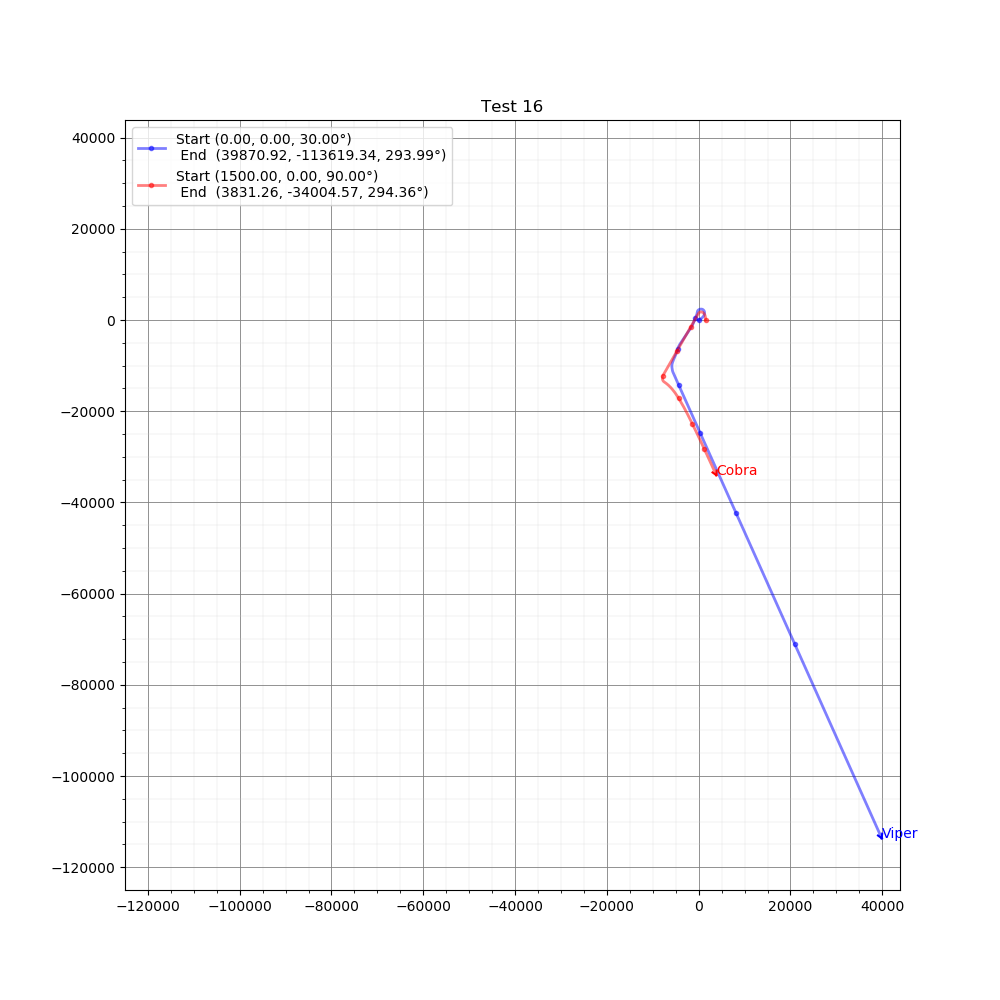 Test 16
Start (0.00, 0.00, 30.00°)
End (39870.92, -113619.34, 293.99°)
Start (1500.00, 0.00, 90.00°)
End (3831.26, -34004.57, 294.36°)
40000
20000
0
−20000
−40000
−60000
−80000
−100000
−120000
Cobra
Viper
−120000 −100000 −80000 −60000 −40000 −20000 0 20000 40000